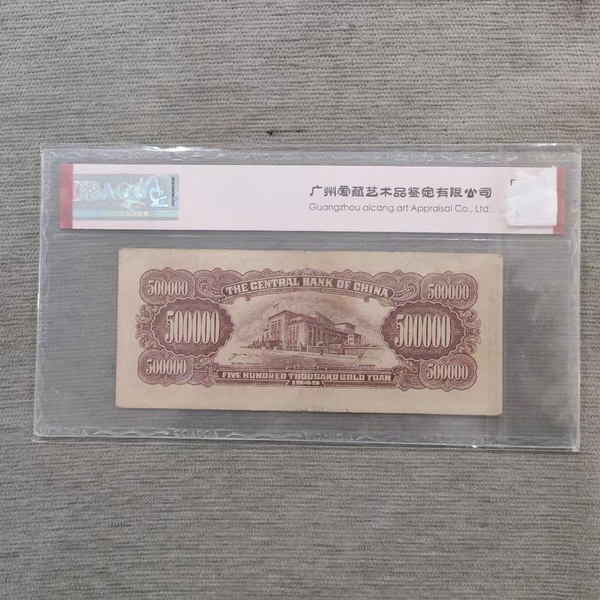 广州爱藏艺术品鉴定有限公司
Guangzhou aicang art Appraisal Co., Ltd.
THE CENTRAL BANK OF CHINA
500000 500000
500000 500000
500000 500000
FIVE HUNDRED THOUSAND GOLD YUAN
1949